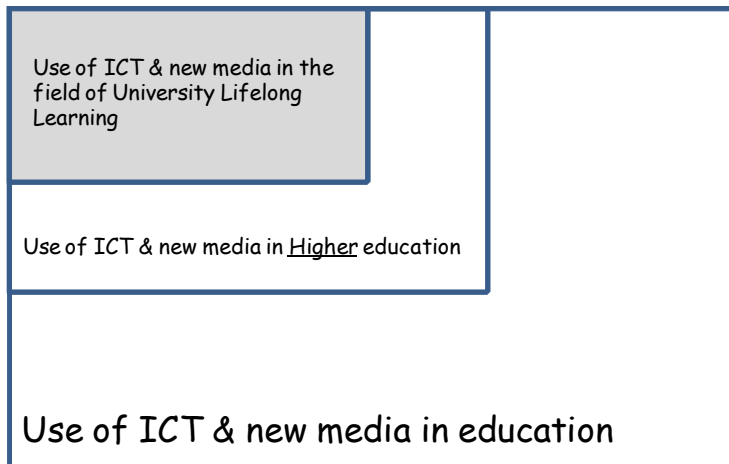 Use of ICT & new media in the
field of University Lifelong
Learning
Use of ICT & new media in Higher education
Use of ICT & new media in education